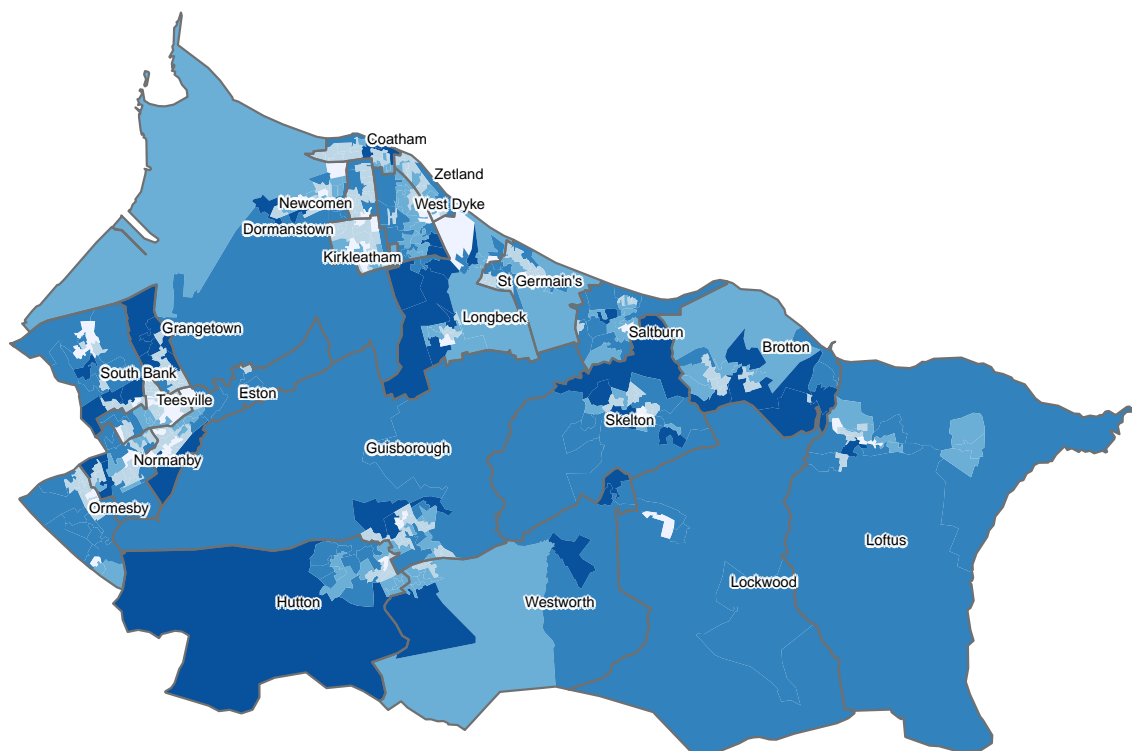 Coatham
Zetland
Newcomen
West Dyke
Dormanstown
Kirkleatham
St Germain's
Longbeck
Grangetown
Saltburn
Brotton
South Bank
Eston
Teesville
Skelton
Guisborough
Normanby
Ormesby
Loftus
Lockwood
Hutton
Westworth